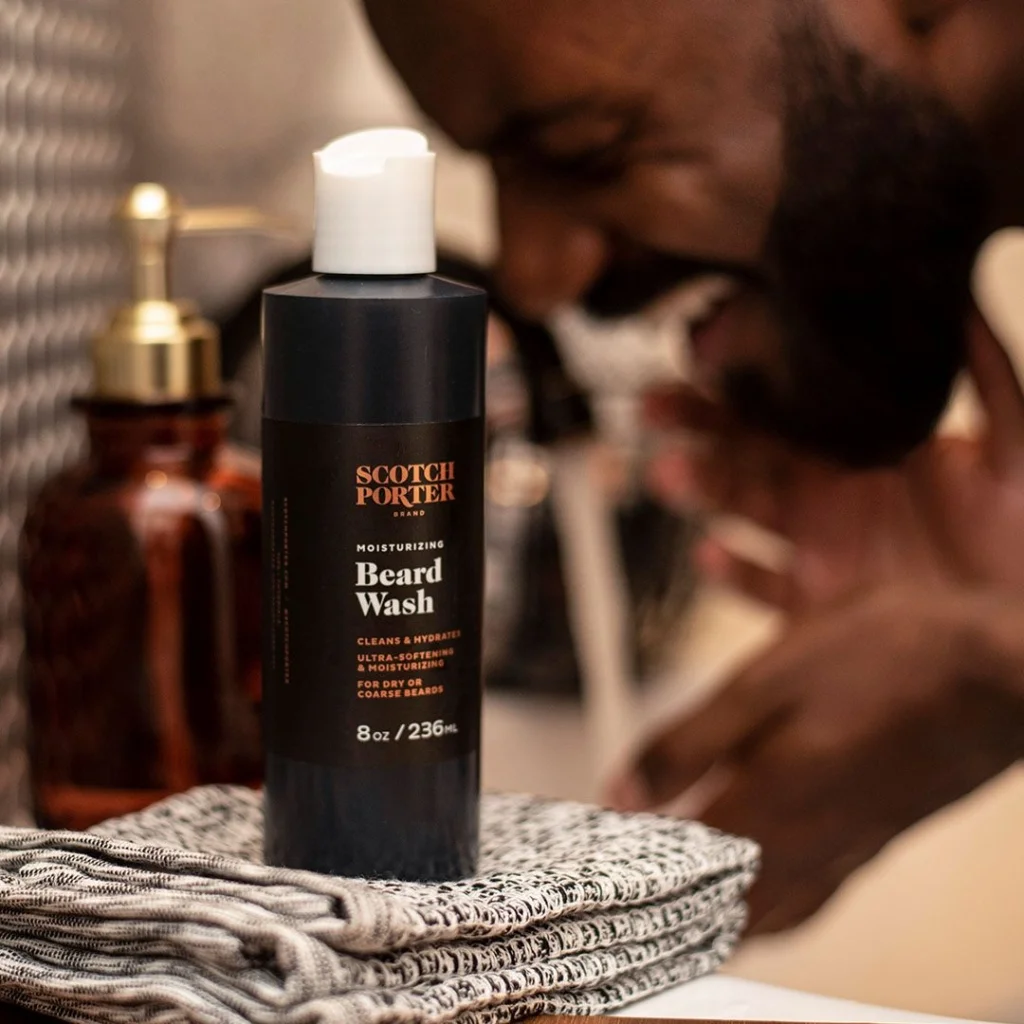 SCOTCH
PORTER
BRAND
MOISTURIZING
Beard
Wash
CLEANS & HYDRATES
ULTRA-SOFTENING
& MOISTURIZING
FOR DRY OR
COARSE BEARDS
8oz / 236ML